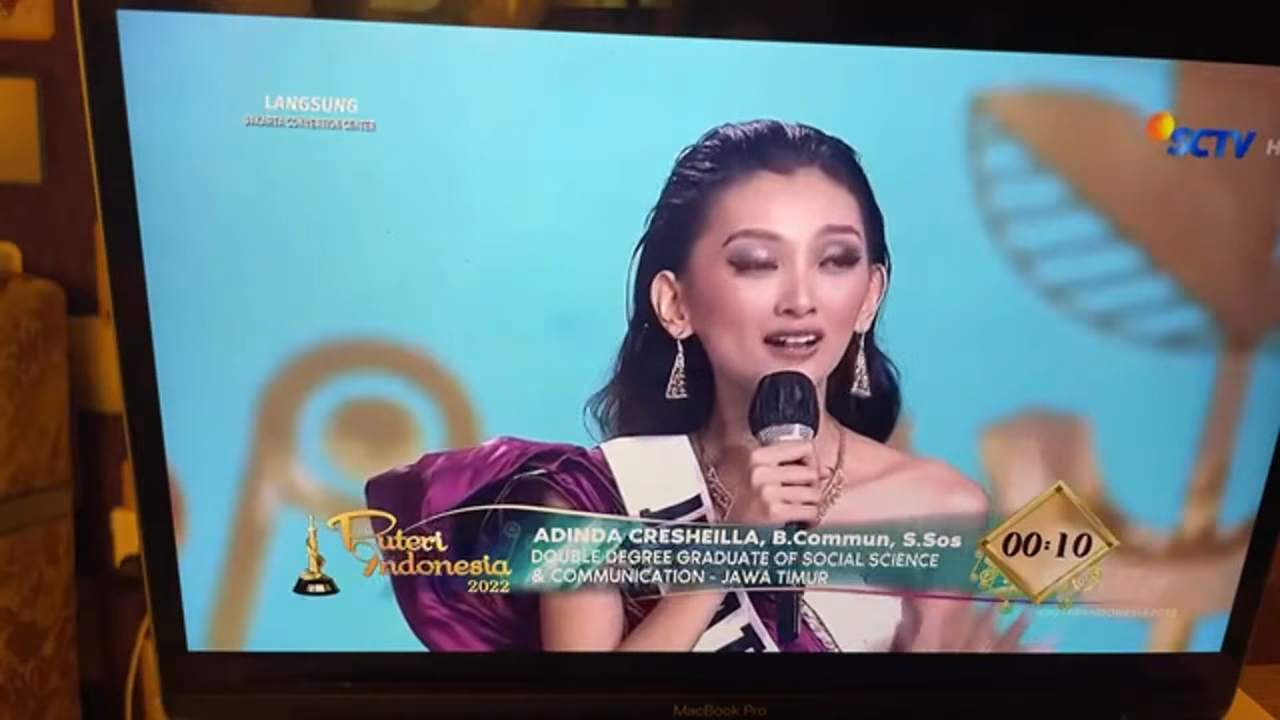 LANGSUNG
JAKARTA CONVENTION CENTER
SCTV
H
Puteri
Indonesia
2022
ADINDA CRESHEILLA, B.Commun, S.Sos
DOUBLE DEGREE GRADUATE OF SOCIAL SCIENCE
& COMMUNICATION - JAWA TIMUR
00:10
MacBook Pro